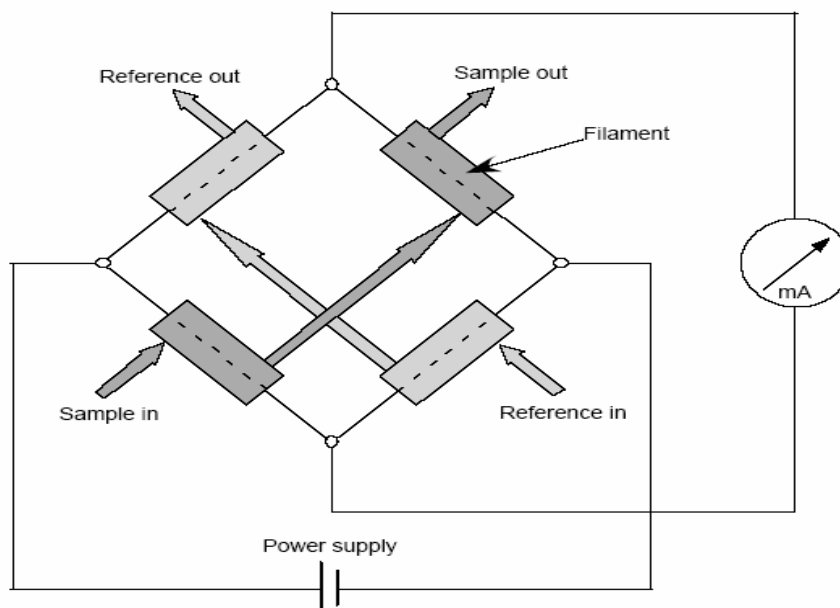 Reference out
Sample out
Filament
mA
Sample in
Reference in
Power supply